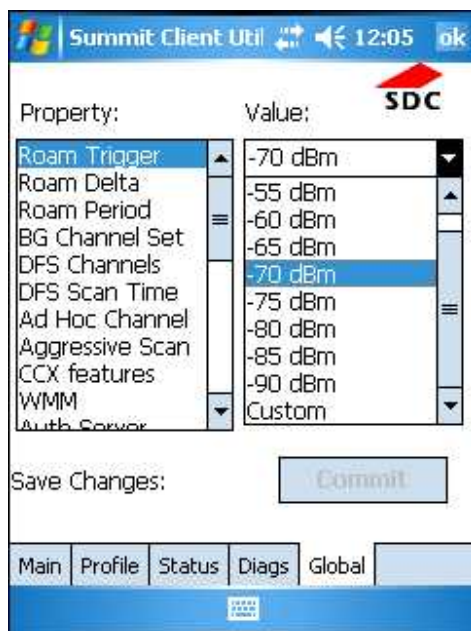 Summit Client Util 12:05 ok
SDC
Property:
Value:
Roam Trigger
Roam Delta
Roam Period
BG Channel Set
DFS Channels
DFS Scan Time
Ad Hoc Channel
Aggressive Scan
CCX features
WMM
Auth Server
-70 dBm
-55 dBm
-60 dBm
-65 dBm
-70 dBm
-75 dBm
-80 dBm
-85 dBm
-90 dBm
Custom
Save Changes:
Commit
Main Profile Status Diags Global